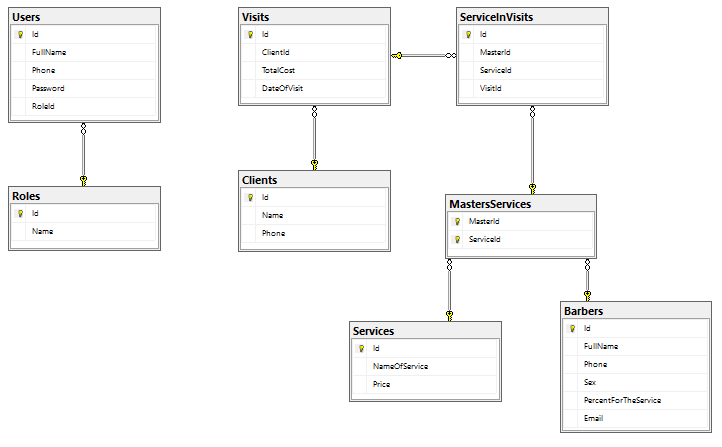 Users
Id
FullName
Phone
Password
RoleId
Visits
Id
ClientId
TotalCost
DateOfVisit
ServiceInVisits
Id
MasterId
ServiceId
VisitId
Roles
Id
Name
Clients
Id
Name
Phone
MastersServices
MasterId
ServiceId
Services
Id
NameOfService
Price
Barbers
Id
FullName
Phone
Sex
PercentForTheService
Email